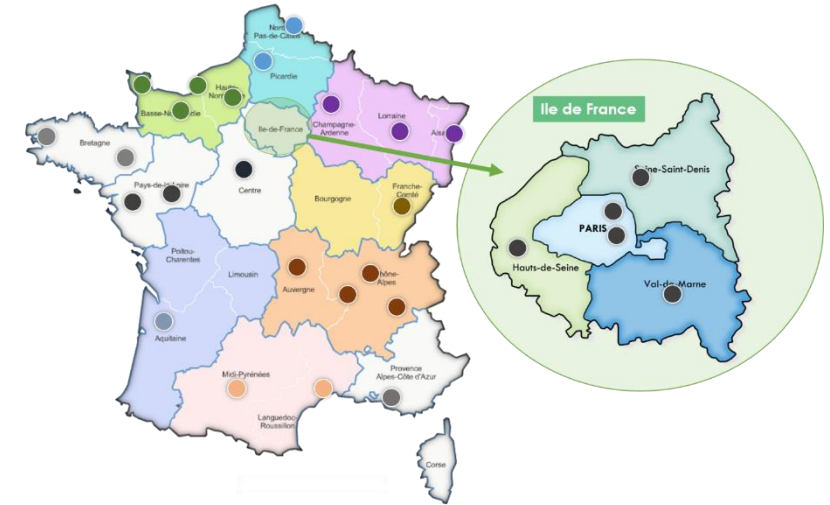 Nord
Pas-de-Calais
Picardie
Haute
Normandie
Basse-Normandie
Ile-de-France
Champagne-
Ardenne
Lorraine
Bretagne
Pays-de-la-Loire
Centre
Bourgogne
Franche-
Comté
Poitou-
Charentes
Limousin
Auvergne
Rhône-
Alpes
Aquitaine
Midi-Pyrénées
Languedoc-
Roussillon
Provence
Alpes-Côte d'Azur
Corse
Ile de France
Seine-Saint-Denis
PARIS
Hauts-de-Seine
Val-de-Marne